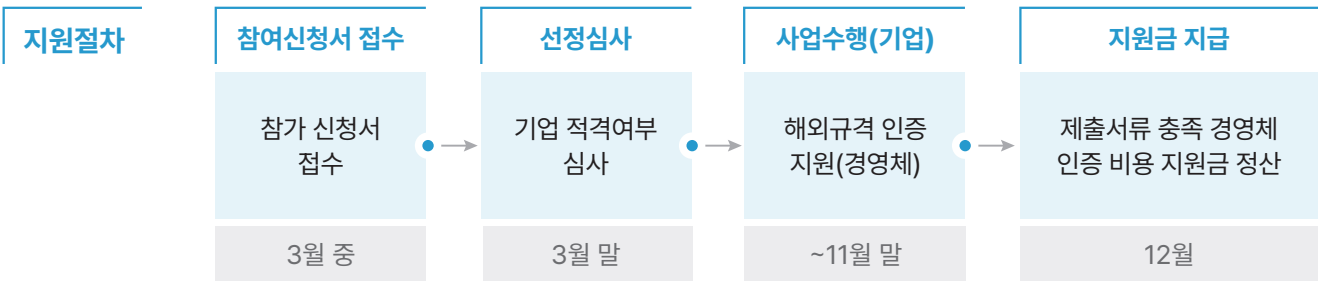 지원절차
참여신청서 접수
선정심사
사업수행(기업)
지원금 지급
참가 신청서
접수
기업 적격여부
심사
해외규격 인증
지원(경영체)
제출서류 충족 경영체
인증 비용 지원금 정산
3월 중
3월 말
~11월 말
12월